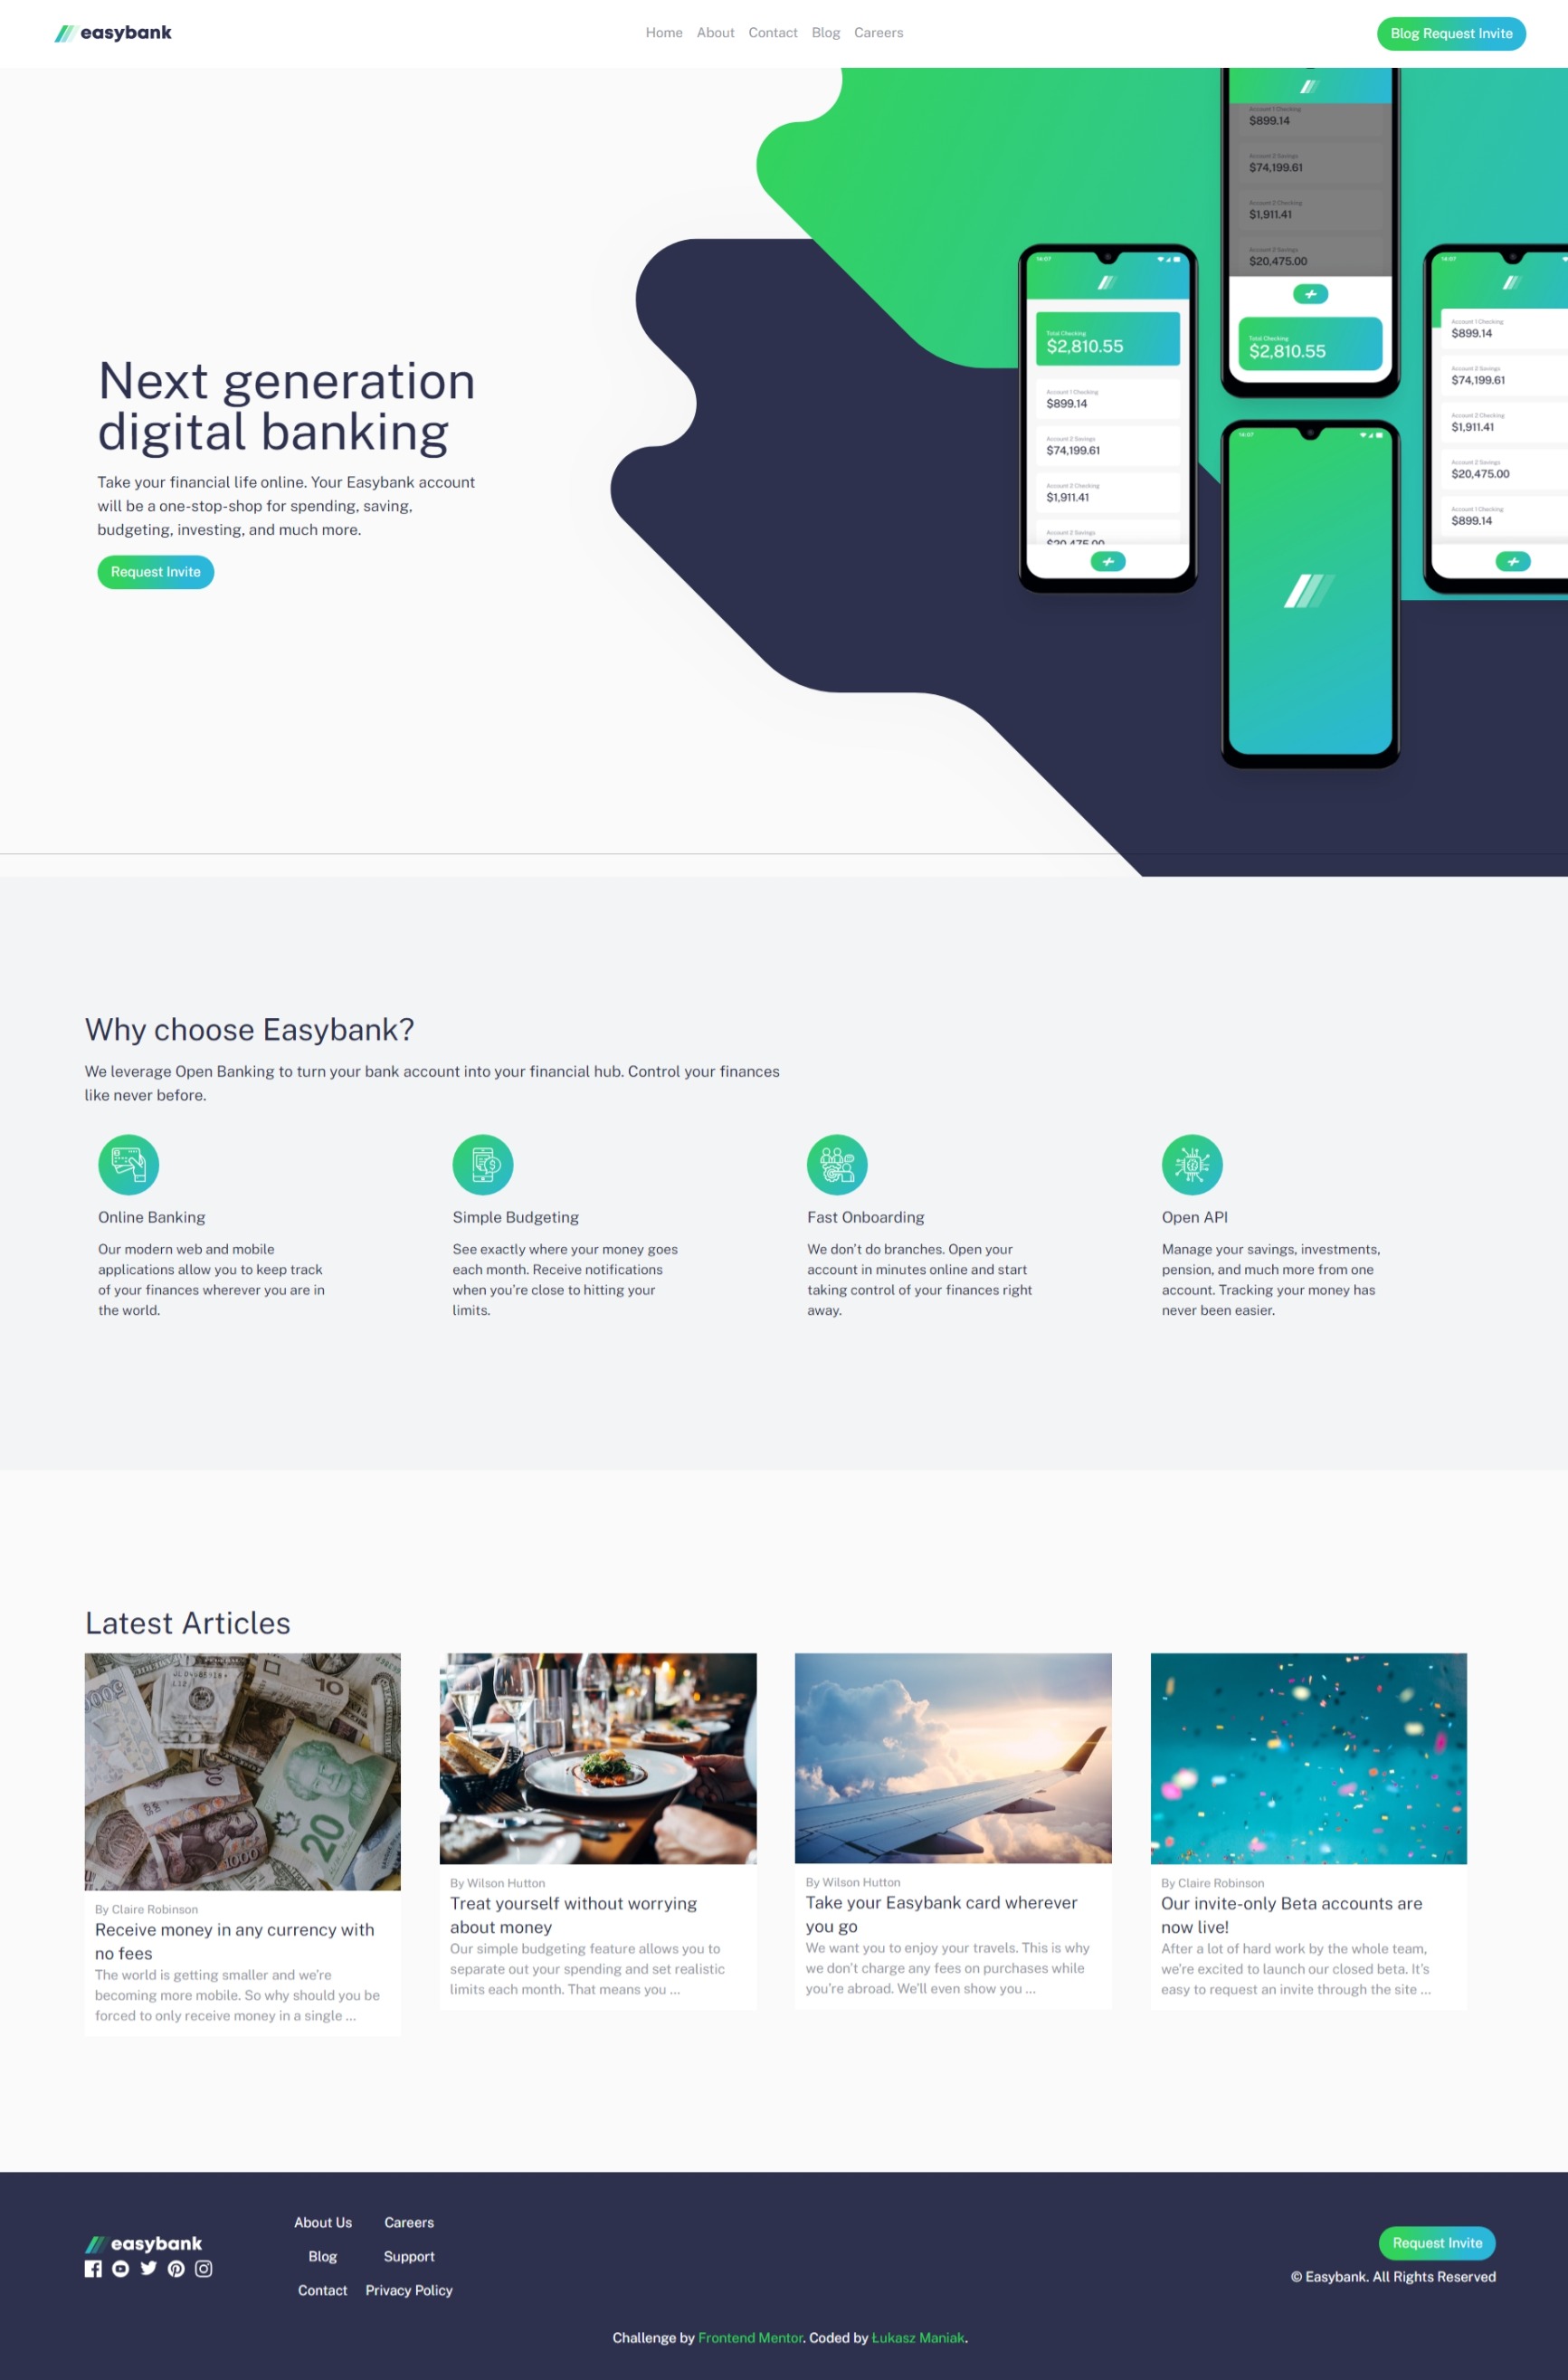 easybank
Home About Contact Blog Careers
Blog Request Invite
Next generation
digital banking
Take your financial life online. Your Easybank account
will be a one-stop-shop for spending, saving,
budgeting, investing, and much more.
Request Invite
14:07
Total Checking
$2,810.55
Account 1 Checking
$899.14
Account 2 Savings
$74,199.61
Account 2 Checking
$1,911.41
Account 2 Savings
$20,475.00
Account 1 Checking
$899.14
Account 2 Savings
$74,199.61
Account 2 Checking
$1,911.41
Account 2 Savings
$20,475.00
Total Checking
$2,810.55
14:07
14:07
Account 1 Checking
$899.14
Account 2 Savings
$74,199.61
Account 2 Checking
$1,911.41
Account 2 Savings
$20,475.00
Account 1 Checking
$899.14
Why choose Easybank?
We leverage Open Banking to turn your bank account into your financial hub. Control your finances
like never before.
Online Banking
Our modern web and mobile
applications allow you to keep track
of your finances wherever you are in
the world.
Simple Budgeting
See exactly where your money goes
each month. Receive notifications
when you're close to hitting your
limits.
Fast Onboarding
We don't do branches. Open your
account in minutes online and start
taking control of your finances right
away.
Open API
Manage your savings, investments,
pension, and much more from one
account. Tracking your money has
never been easier.
Latest Articles
10
20
1000
By Claire Robinson
Receive money in any currency with
no fees
The world is getting smaller and we're
becoming more mobile. So why should you be
forced to only receive money in a single ...
By Wilson Hutton
Treat yourself without worrying
about money
Our simple budgeting feature allows you to
separate out your spending and set realistic
limits each month. That means you ...
By Wilson Hutton
Take your Easybank card wherever
you go
We want you to enjoy your travels. This is why
we don't charge any fees on purchases while
you're abroad. We'll even show you ...
By Claire Robinson
Our invite-only Beta accounts are
now live!
After a lot of hard work by the whole team,
we're excited to launch our closed beta. It's
easy to request an invite through the site ...
easybank
About Us
Blog
Contact
Careers
Support
Privacy Policy
Request Invite
© Easybank. All Rights Reserved
Challenge by Frontend Mentor. Coded by Łukasz Maniak.